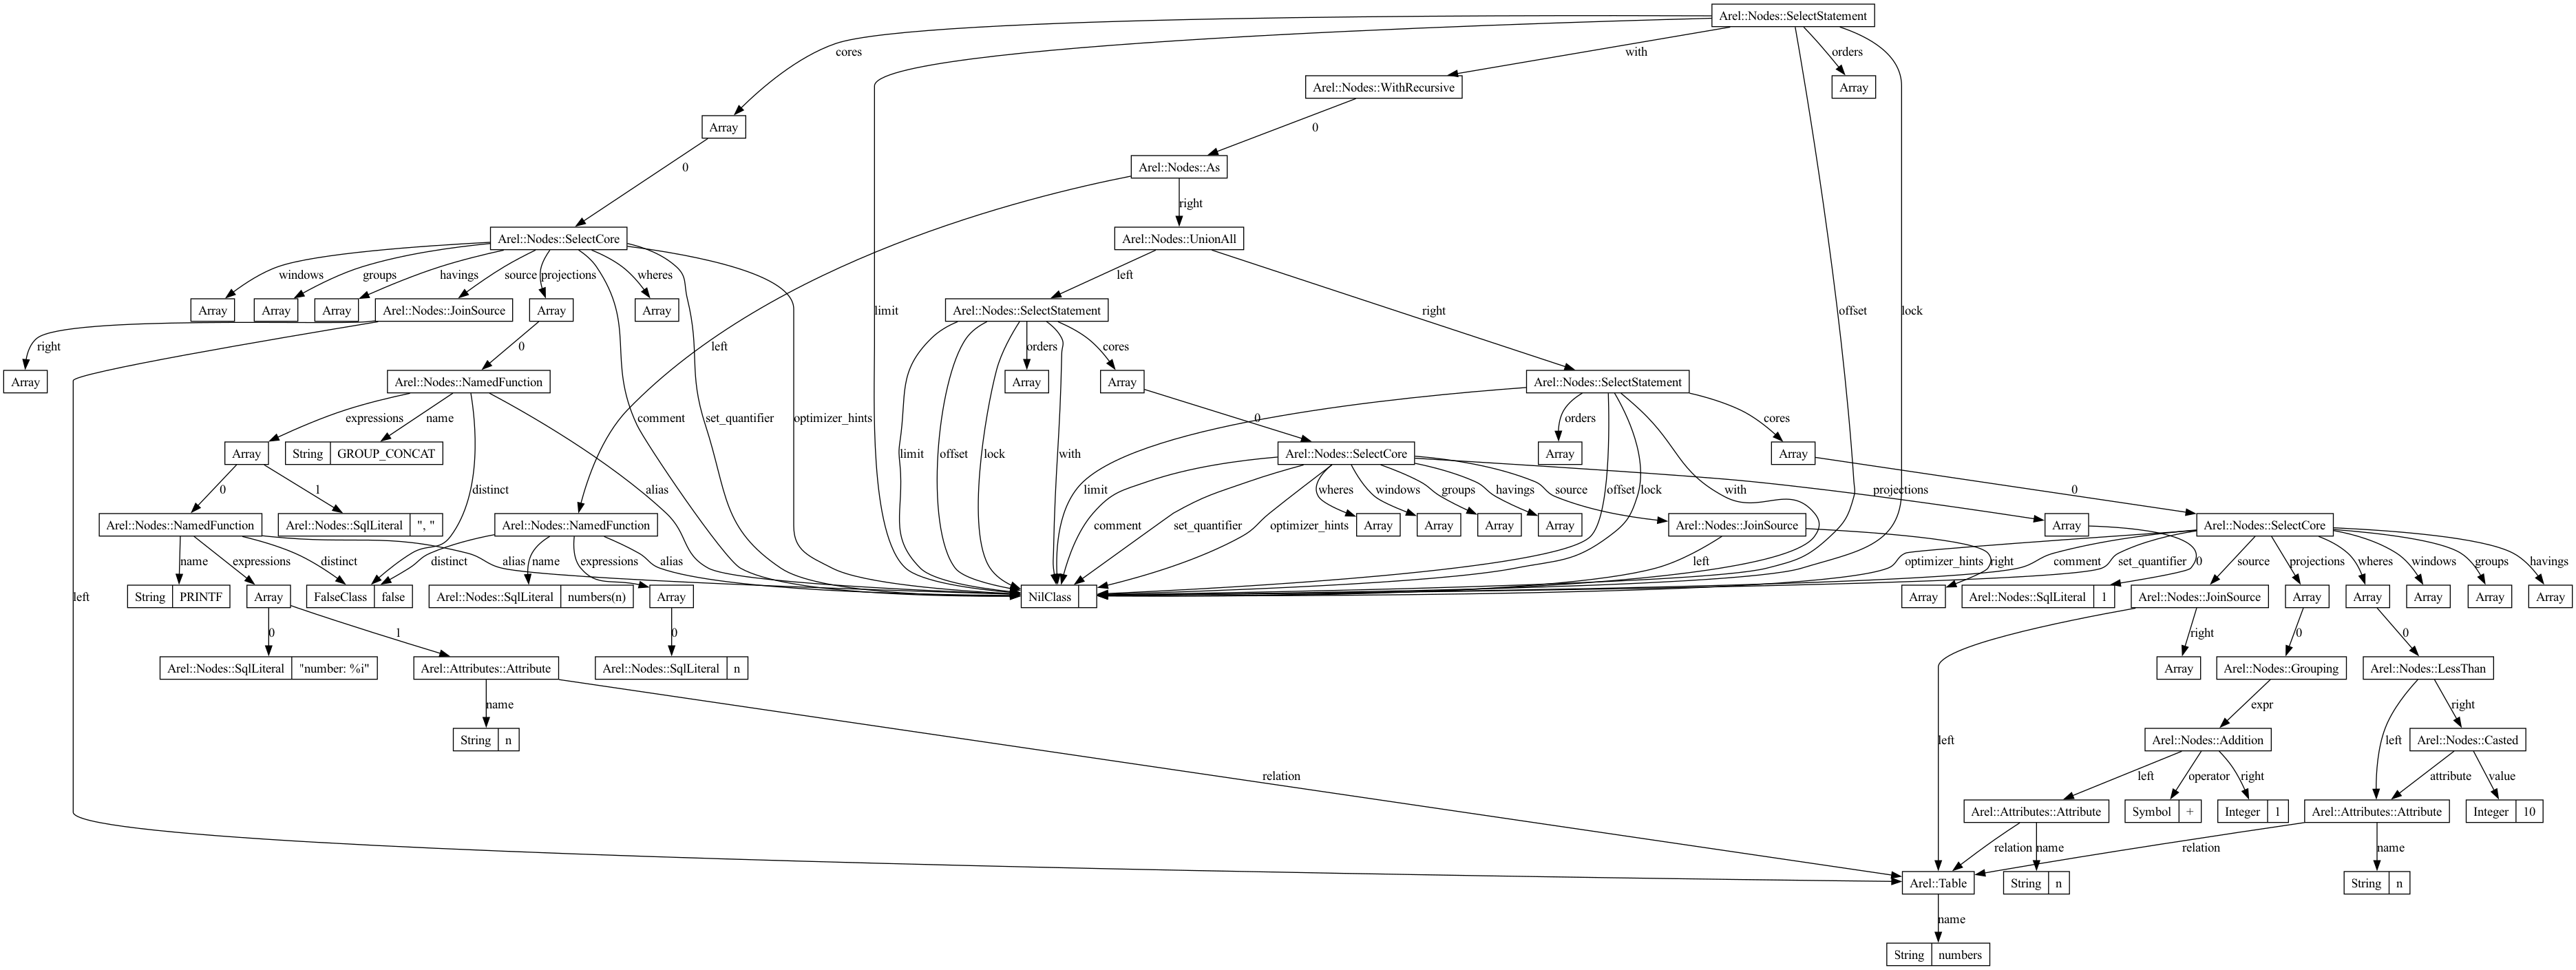 Arel::Nodes::SelectStatement
cores
with
orders
Arel::Nodes::WithRecursive
Array
Array
0
0
Arel::Nodes::As
right
Arel::Nodes::SelectCore
Arel::Nodes::UnionAll
windows
groups
havings
source
projections
wheres
left
Array
Array
Array
Arel::Nodes::JoinSource
Array
Array
Arel::Nodes::SelectStatement
limit
right
offset
lock
right
0
left
orders
cores
Array
Arel::Nodes::NamedFunction
Array
Array
Arel::Nodes::SelectStatement
expressions
name
comment
set_quantifier
optimizer_hints
0
orders
cores
Array
String
GROUP_CONCAT
limit
offset
lock
with
Arel::Nodes::SelectCore
Array
Array
0
1
distinct
alias
limit
wheres
windows
groups
havings
source
offset
lock
with
projections
0
Arel::Nodes::NamedFunction
Arel::Nodes::SqlLiteral
", "
Arel::Nodes::NamedFunction
comment
set_quantifier
optimizer_hints
Array
Array
Array
Array
Arel::Nodes::JoinSource
Array
Arel::Nodes::SelectCore
name
expressions
distinct
alias
distinct
name
expressions
alias
left
right
0
optimizer_hints
comment
set_quantifier
source
projections
wheres
windows
groups
havings
left
String
PRINTF
Array
FalseClass
false
Arel::Nodes::SqlLiteral
numbers(n)
Array
NilClass
Array
Arel::Nodes::SqlLiteral
1
Arel::Nodes::JoinSource
Array
Array
Array
Array
Array
0
1
0
right
0
0
Arel::Nodes::SqlLiteral
"number: %i"
Arel::Attributes::Attribute
Arel::Nodes::SqlLiteral
n
Array
Arel::Nodes::Grouping
Arel::Nodes::LessThan
name
expr
right
String
n
left
Arel::Nodes::Addition
left
Arel::Nodes::Casted
relation
left
operator
right
attribute
value
Arel::Attributes::Attribute
Symbol
+
Integer
1
Arel::Attributes::Attribute
Integer
10
relation
name
relation
name
Arel::Table
String
n
String
n
name
String
numbers